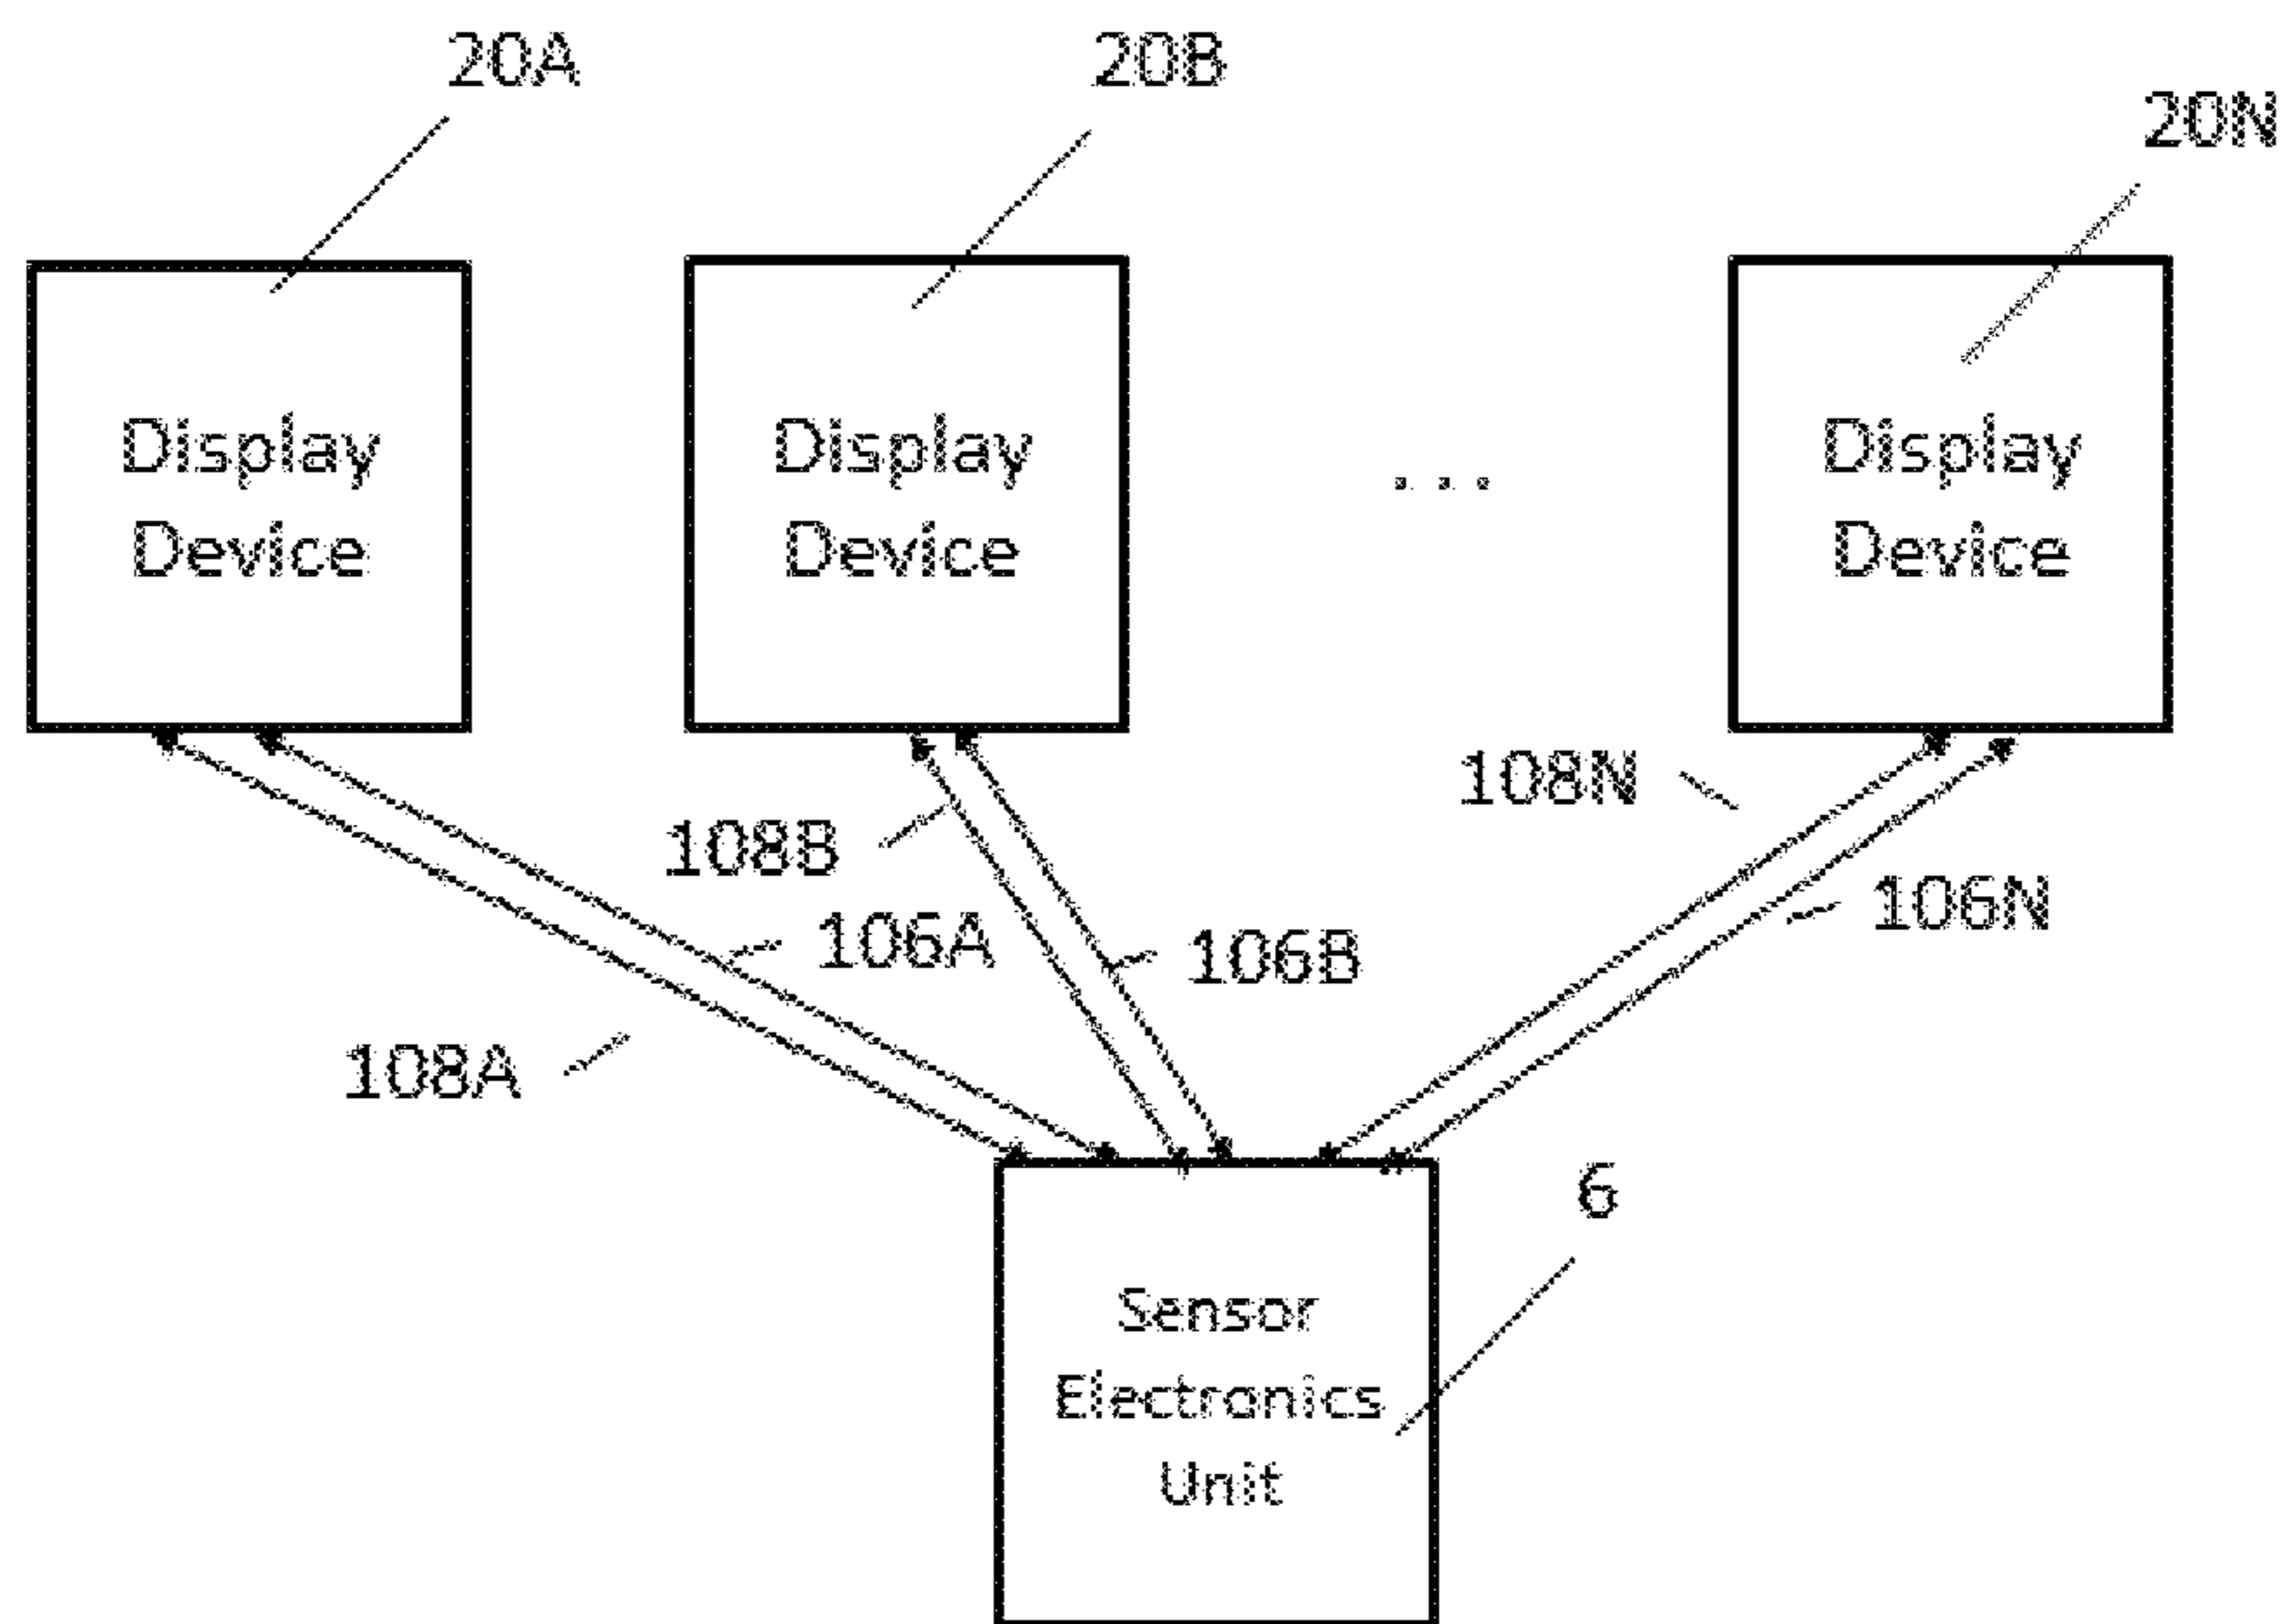 20A
20B
20N
Display
Device
Display
Device
...
Display
Device
108N
108B
106N
106A
106B
108A
6
Sensor
Electronics
Unit